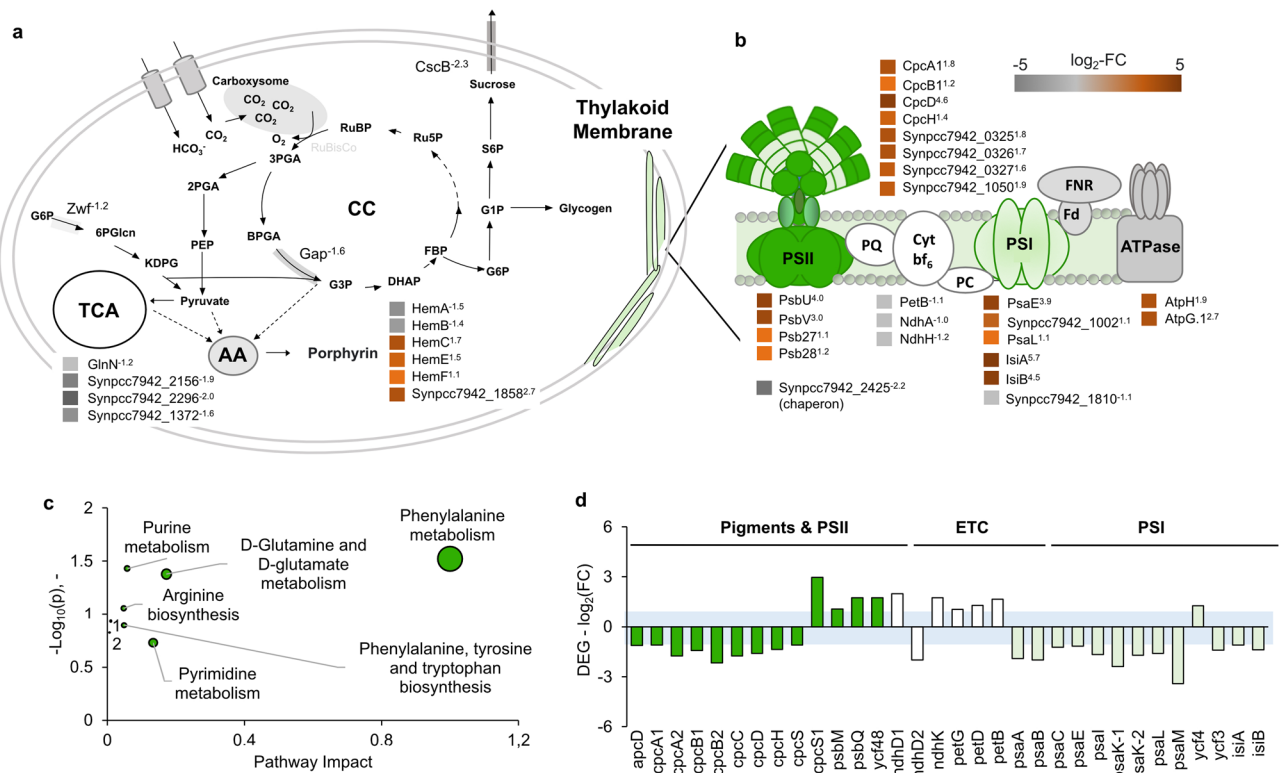 a
CscB-2.3
Sucrose
Carboxysome
CO2 CO2
CO2
CO2
HCO3-
O2
RuBisCo
3PGA
RuBP
Ru5P
S6P
Thylakoid
Membrane
2PGA
G6P
Zwf-1.2
6PGlcn
KDPG
PEP
CC
BPGA
Gap-1.6
G1P
Glycogen
FBP
G6P
G3P
DHAP
Pyruvate
TCA
AA
Porphyrin
HemA-1.5
HemB-1.4
HemC1.7
HemE1.5
HemF1.1
Synpcc7942_18582.7
GlnN-1.2
Synpcc7942_2156-1.9
Synpcc7942_2296-2.0
Synpcc7942_1372-1.6
b
CpcA11.8
CpcB11.2
CpcD4.6
CpcH1.4
Synpcc7942_03251.8
Synpcc7942_03261.7
Synpcc7942_03271.6
Synpcc7942_10501.9
-5 log2-FC 5
PSII
PQ
Cyt
bf6
PC
PSI
FNR
Fd
ATPase
PsbU4.0
PsbV3.0
Psb271.1
Psb281.2
Synpcc7942_2425-2.2
(chaperon)
PetB-1.1
NdhA-1.0
NdhH-1.2
PsaE3.9
Synpcc7942_10021.1
PsaL1.1
IsiA5.7
IsiB4.5
Synpcc7942_1810-1.1
AtpH1.9
AtpG.12.7
c
-Log10(p), -
2
1.5
1
0.5
0
0
0.4
0.8
1,2
Pathway Impact
Purine
metabolism
D-Glutamine and
D-glutamate
metabolism
Phenylalanine
metabolism
Arginine
biosynthesis
1
2
Pyrimidine
metabolism
Phenylalanine, tyrosine
and tryptophan
biosynthesis
d
Pigments & PSII
ETC
PSI
DEG - log2(FC)
6
3
0
-3
-6
apcD
cpcA1
cpcA2
cpcB1
cpcB2
cpcC
cpcD
cpcH
cpcS
cpcS1
psbM
psbQ
ycf48
ndhD1
ndhD2
ndhK
petG
petD
petB
psaA
psaB
psaC
psaE
psaI
psaK-1
psaK-2
psaL
psaM
ycf4
ycf3
isiA
isiB